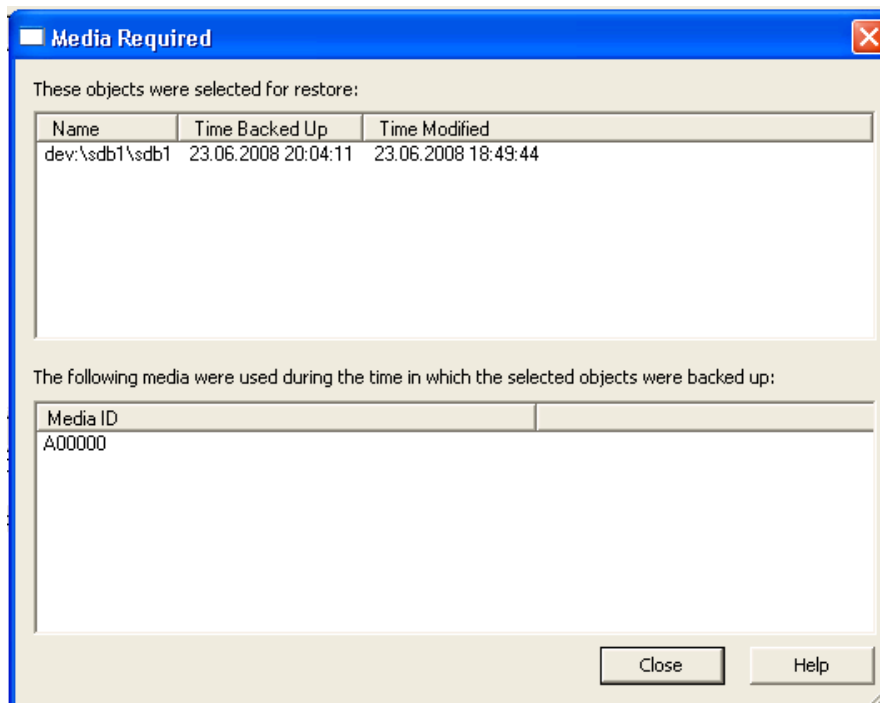 Media Required
These objects were selected for restore:
Name Time Backed Up Time Modified
dev:\sdb1\sdb1 23.06.2008 20:04:11 23.06.2008 18:49:44
The following media were used during the time in which the selected objects were backed up:
Media ID
A00000
Close Help